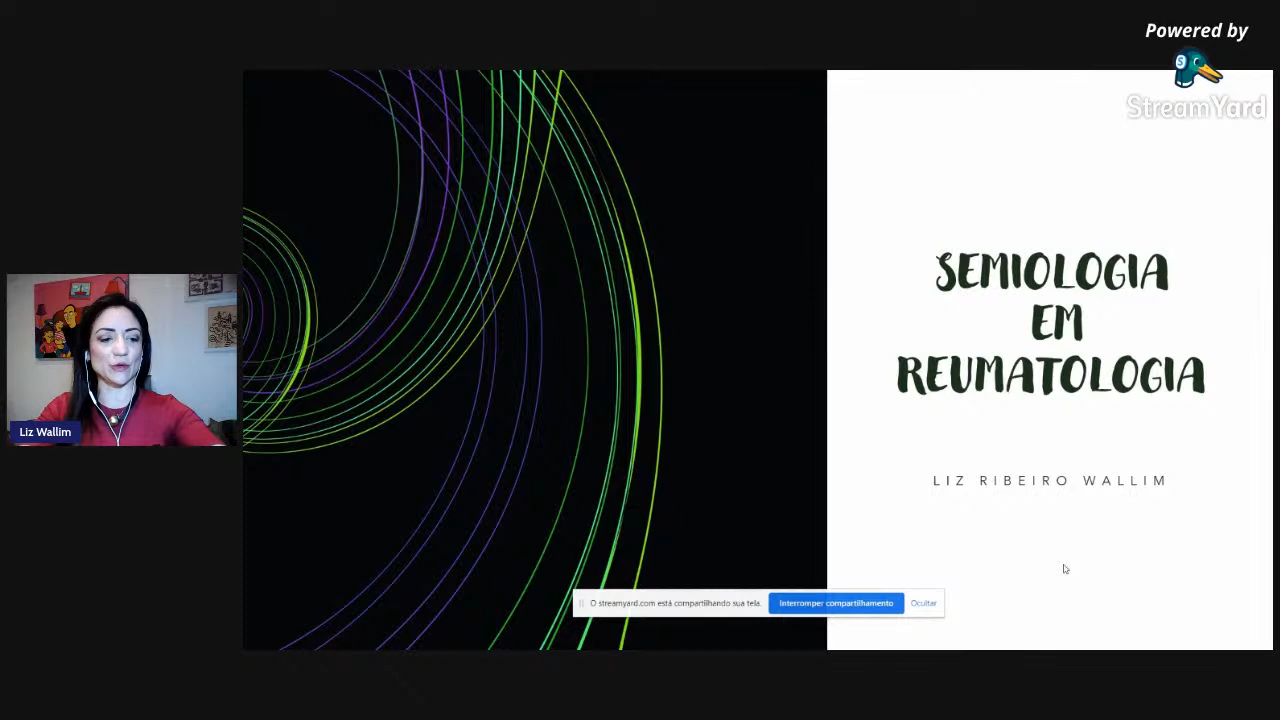 Powered by
StreamYard
SEMIOLOGIA
EM
REUMATOLOGIA
LIZ RIBEIRO WALLIM
Liz Wallim
O streamyard.com está compartilhando sua tela.
Interromper compartilhamento
Ocultar